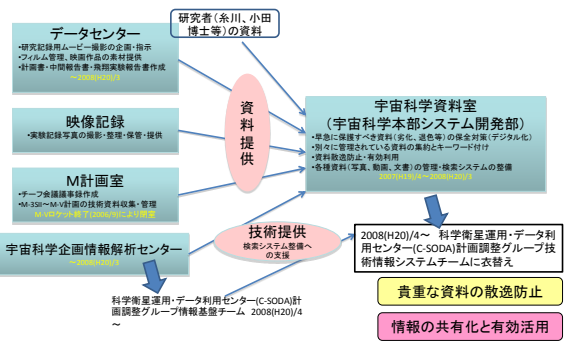 研究者(糸川、小田
博士等)の資料
データセンター
・研究記録用ムービー撮影の企画・指示
・フィルム管理、映画作品の素材提供
・計画書・中間報告書・飛翔実験報告書作成
～2008(H20)/3
映像記録
・実験記録写真の撮影・整理・保管・提供
M計画室
・チーフ会議議事録作成
・M-3SII～M-V計画の技術資料収集・管理
M-Vロケット終了(2006/9)により閉室
宇宙科学企画情報解析センター
～2008(H20)/3
資料提供
技術提供
検索システム整備へ
の支援
宇宙科学資料室
(宇宙科学本部システム開発部)
・早急に保護すべき資料(劣化、退色等)の保全対策(デジタル化)
・別々に管理されている資料の集約とキーワード付け
・資料散逸防止・有効利用
・各種資料(写真、動画、文書)の管理・検索システムの整備
2007(H19)/4～2008(H20)/3
2008(H20)/4～ 科学衛星運用・データ利
用センター(C-SODA)計画調整グループ技
術情報システムチームに衣替え
科学衛星運用・データ利用センター(C-SODA)計
画調整グループ情報基盤チーム 2008(H20)/4
～
貴重な資料の散逸防止
情報の共有化と有効活用